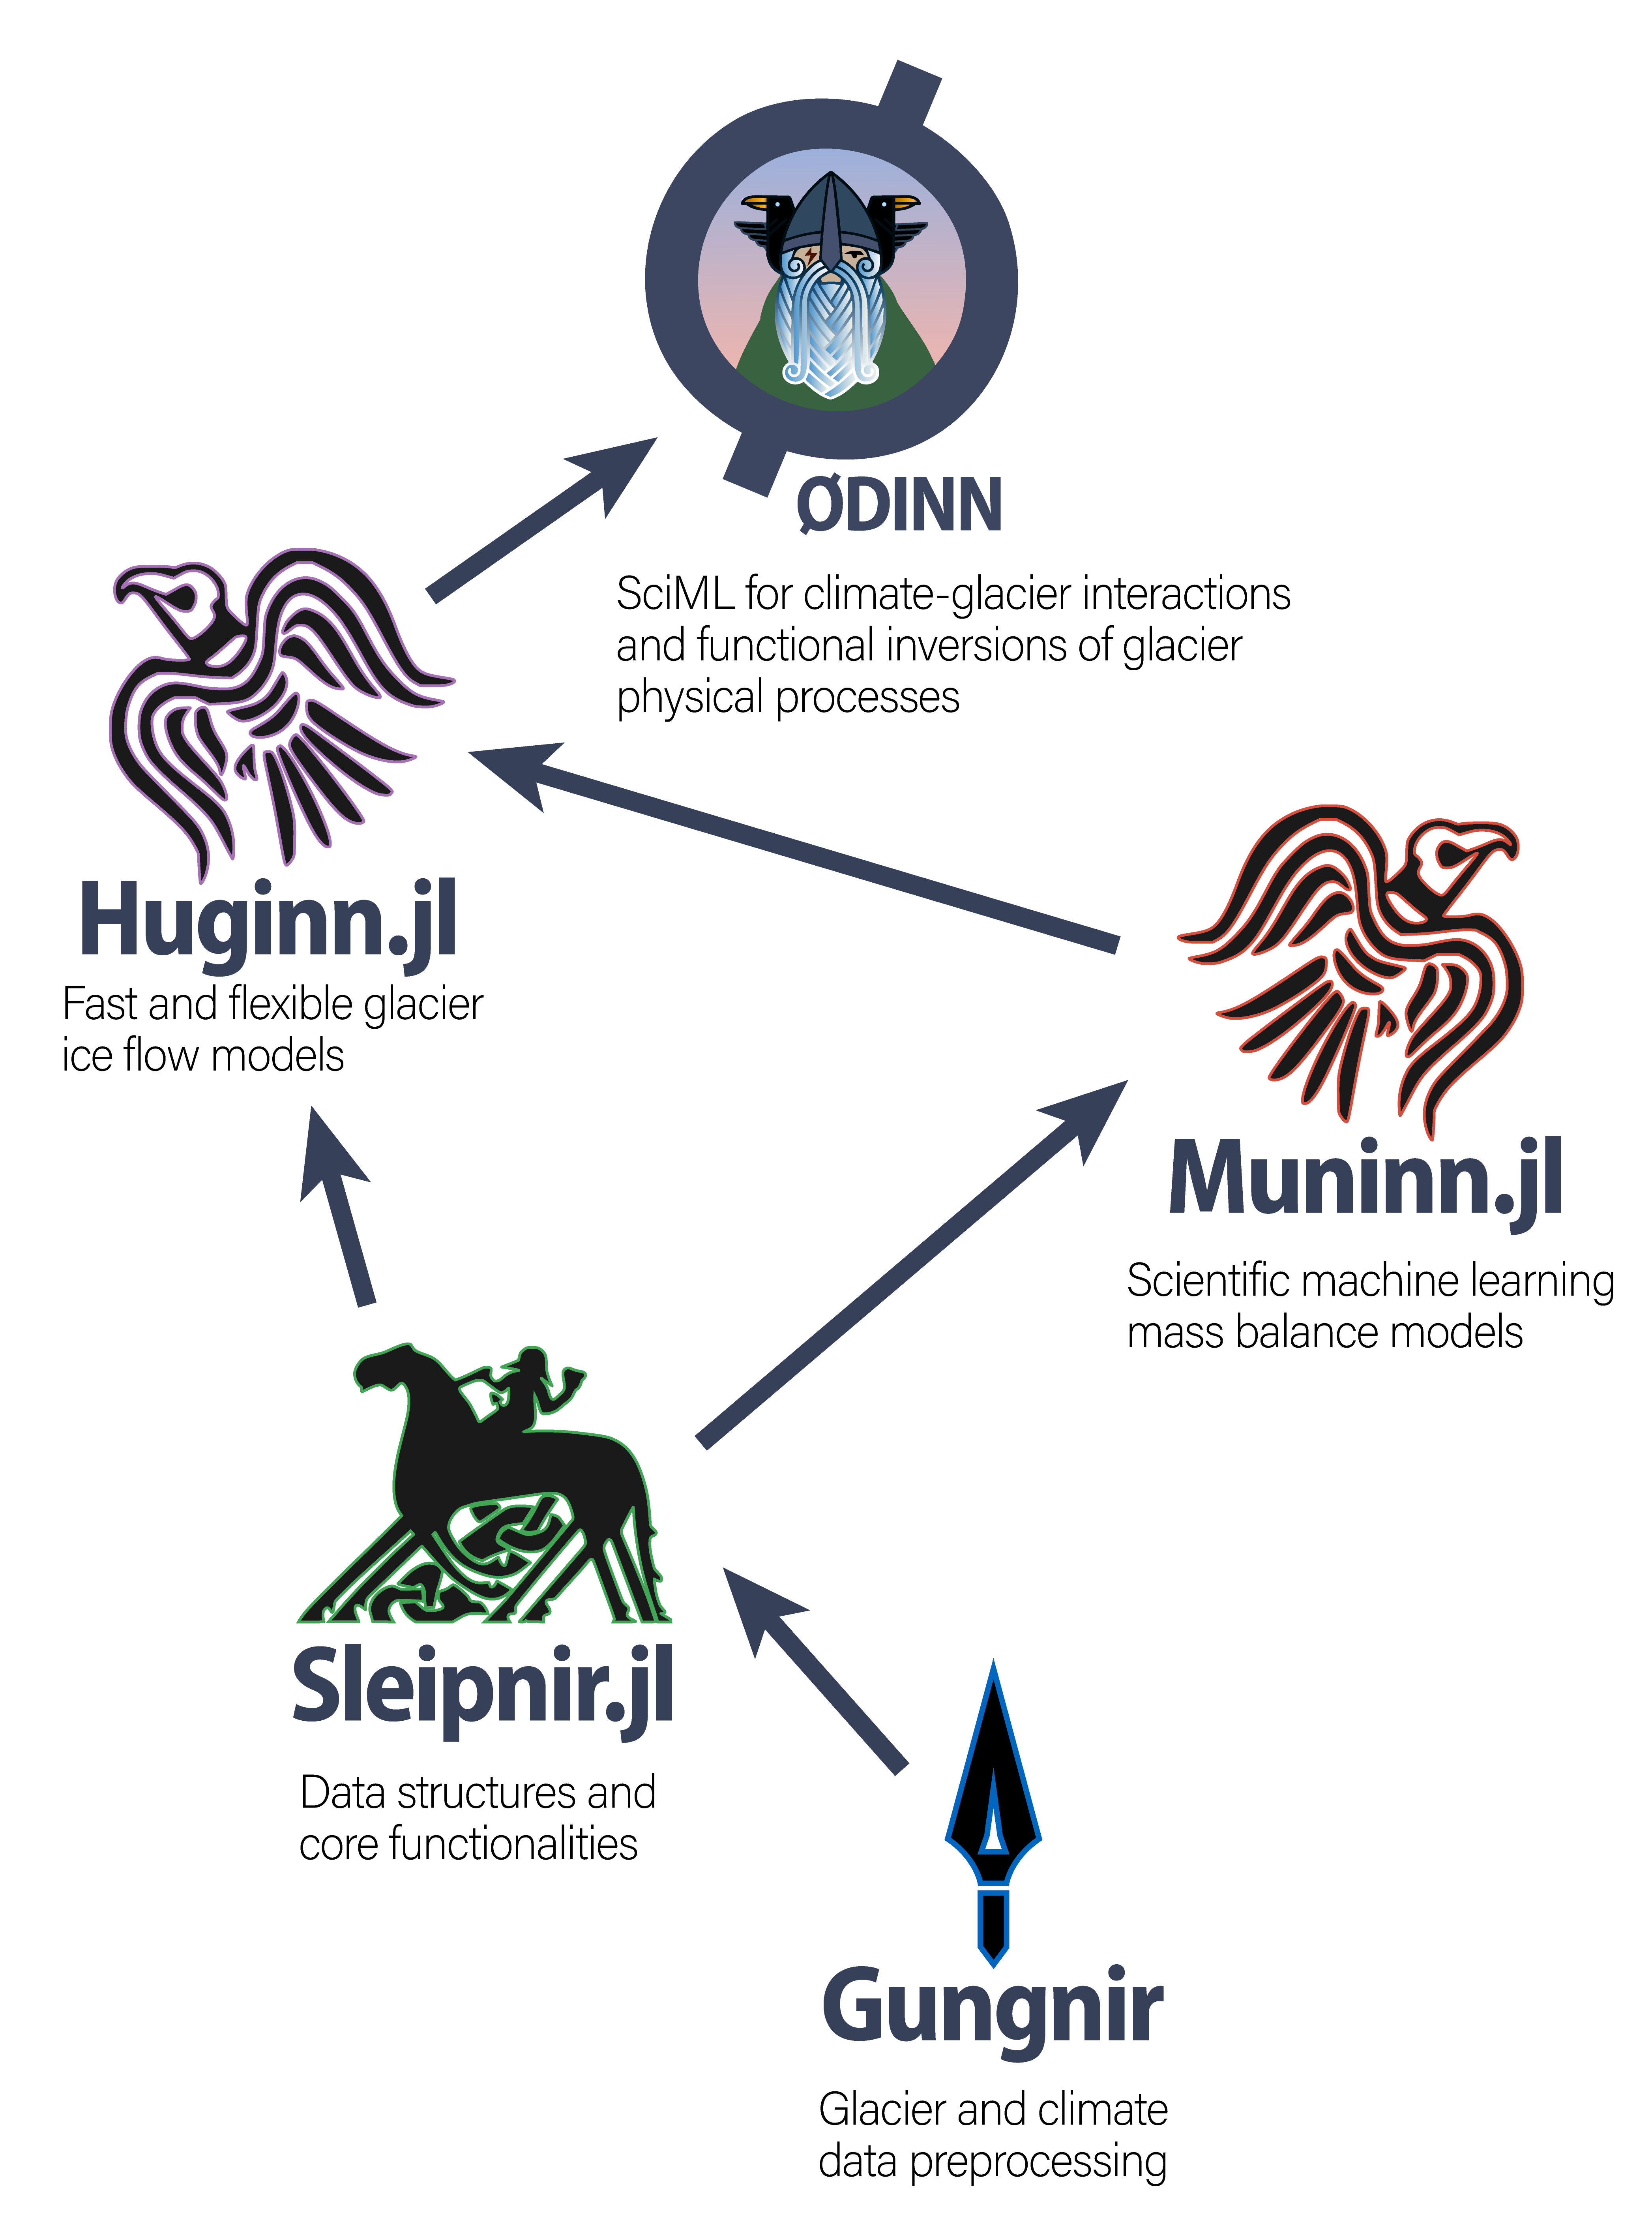 ØDINN
SciML for climate-glacier interactions
and functional inversions of glacier
physical processes
Huginn.jl
Fast and flexible glacier
ice flow models
Muninn.jl
Scientific machine learning
mass balance models
Sleipnir.jl
Data structures and
core functionalities
Gungnir
Glacier and climate
data preprocessing